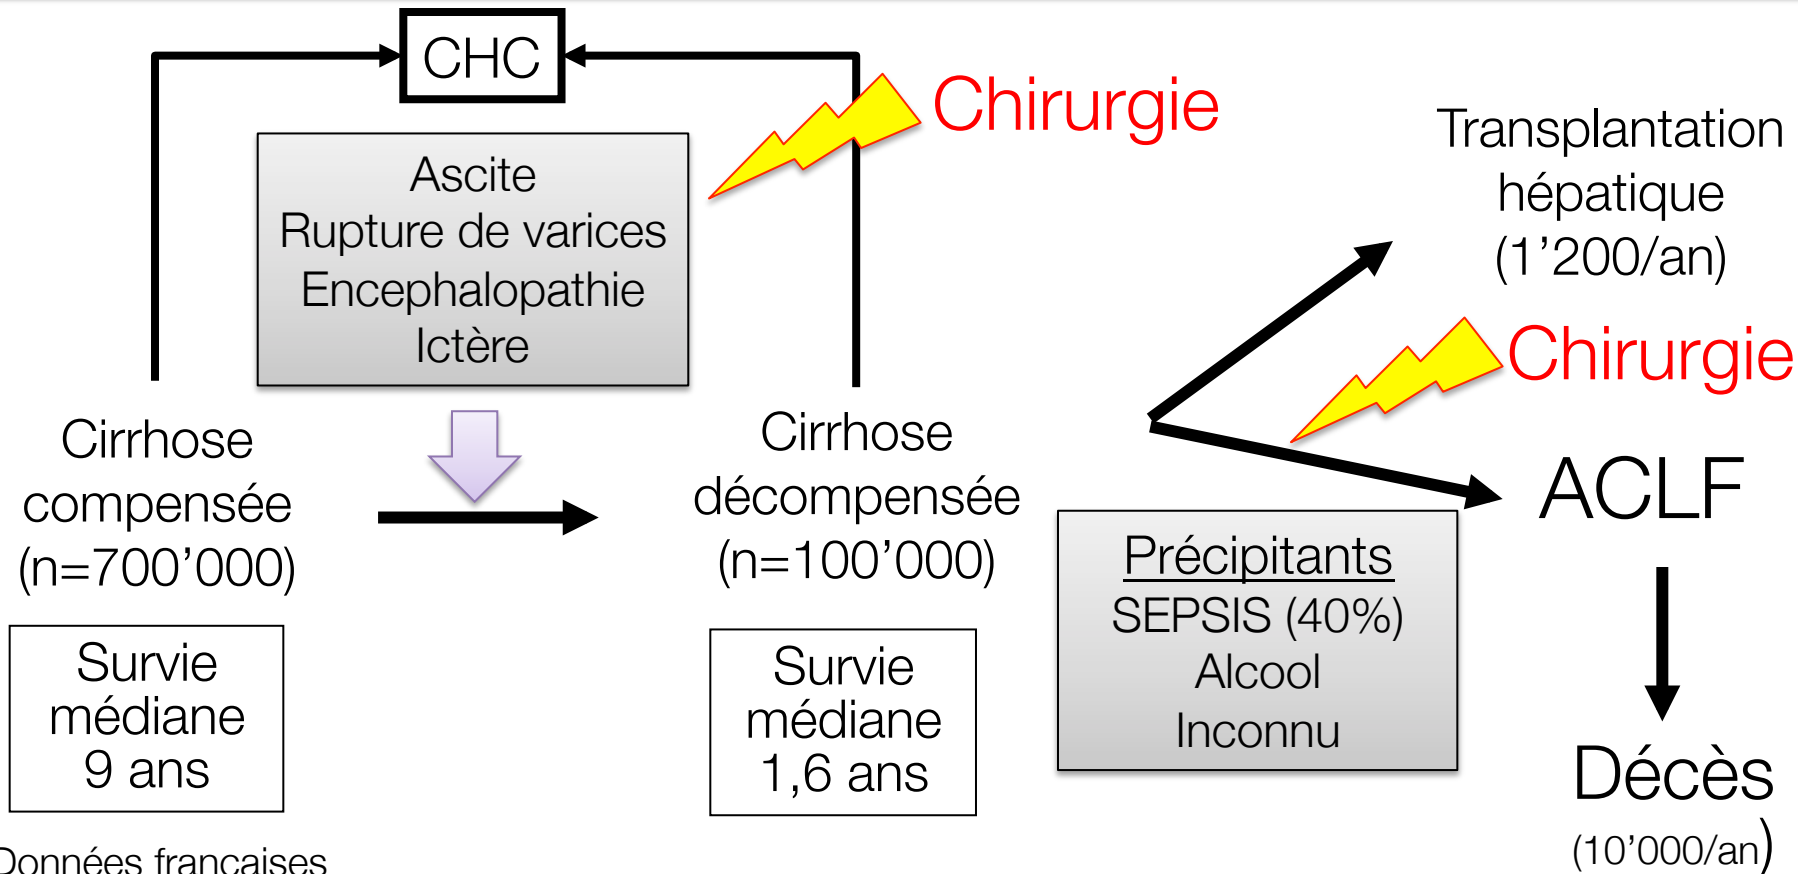 CHC
Chirurgie
Ascite
Rupture de varices
Encephalopathie
Ictère
Transplantation
hépatique
(1’200/an)
Chirurgie
Cirrhose
compensée
(n=700’000)
Cirrhose
décompensée
(n=100’000)
ACLF
Précipitants
SEPSIS (40%)
Alcool
Inconnu
Survie
médiane
9 ans
Survie
médiane
1,6 ans
Décès
(10’000/an)
Données françaises